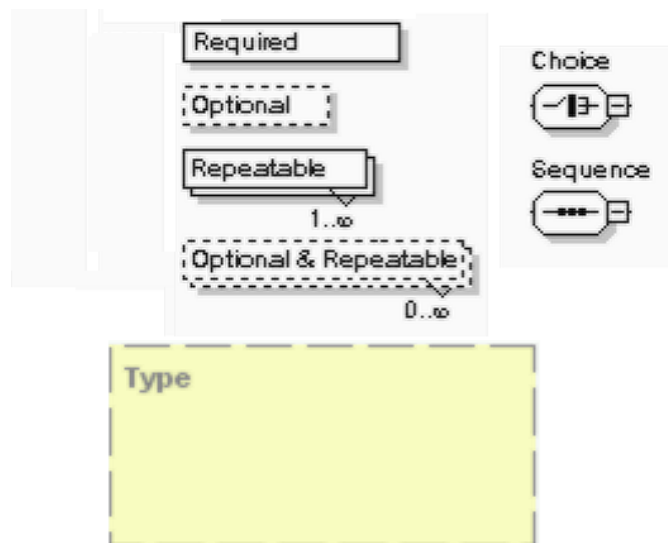 Required
Optional
Repeatable
1..∞
Optional & Repeatable
0..∞
Choice
Sequence
Type